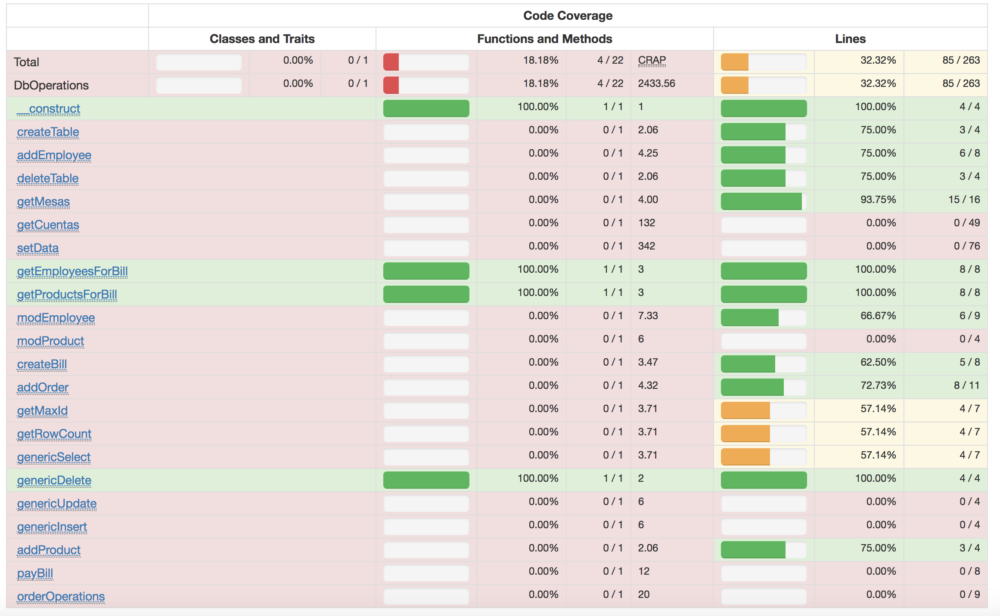 Code Coverage
Classes and Traits Functions and Methods Lines
Total 0.00% 0 / 1 18.18% 4 / 22 CRAP 32.32% 85 / 263
DbOperations 0.00% 0 / 1 18.18% 4 / 22 2433.56 32.32% 85 / 263
__construct 100.00% 1 / 1 1 100.00% 4 / 4
createTable 0.00% 0 / 1 2.06 75.00% 3 / 4
addEmployee 0.00% 0 / 1 4.25 75.00% 6 / 8
deleteTable 0.00% 0 / 1 2.06 75.00% 3 / 4
getMesas 0.00% 0 / 1 4.00 93.75% 15 / 16
getCuentas 0.00% 0 / 1 132 0.00% 0 / 49
setData 0.00% 0 / 1 342 0.00% 0 / 76
getEmployeesForBill 100.00% 1 / 1 3 100.00% 8 / 8
getProductsForBill 100.00% 1 / 1 3 100.00% 8 / 8
modEmployee 0.00% 0 / 1 7.33 66.67% 6 / 9
modProduct 0.00% 0 / 1 6 0.00% 0 / 4
createBill 0.00% 0 / 1 3.47 62.50% 5 / 8
addOrder 0.00% 0 / 1 4.32 72.73% 8 / 11
getMaxId 0.00% 0 / 1 3.71 57.14% 4 / 7
getRowCount 0.00% 0 / 1 3.71 57.14% 4 / 7
genericSelect 0.00% 0 / 1 3.71 57.14% 4 / 7
genericDelete 100.00% 1 / 1 2 100.00% 4 / 4
genericUpdate 0.00% 0 / 1 6 0.00% 0 / 4
genericInsert 0.00% 0 / 1 6 0.00% 0 / 4
addProduct 0.00% 0 / 1 2.06 75.00% 3 / 4
payBill 0.00% 0 / 1 12 0.00% 0 / 8
orderOperations 0.00% 0 / 1 20 0.00% 0 / 9